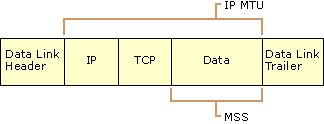 IP MTU
Data Link
Header
IP
TCP
Data
Data Link
Trailer
MSS